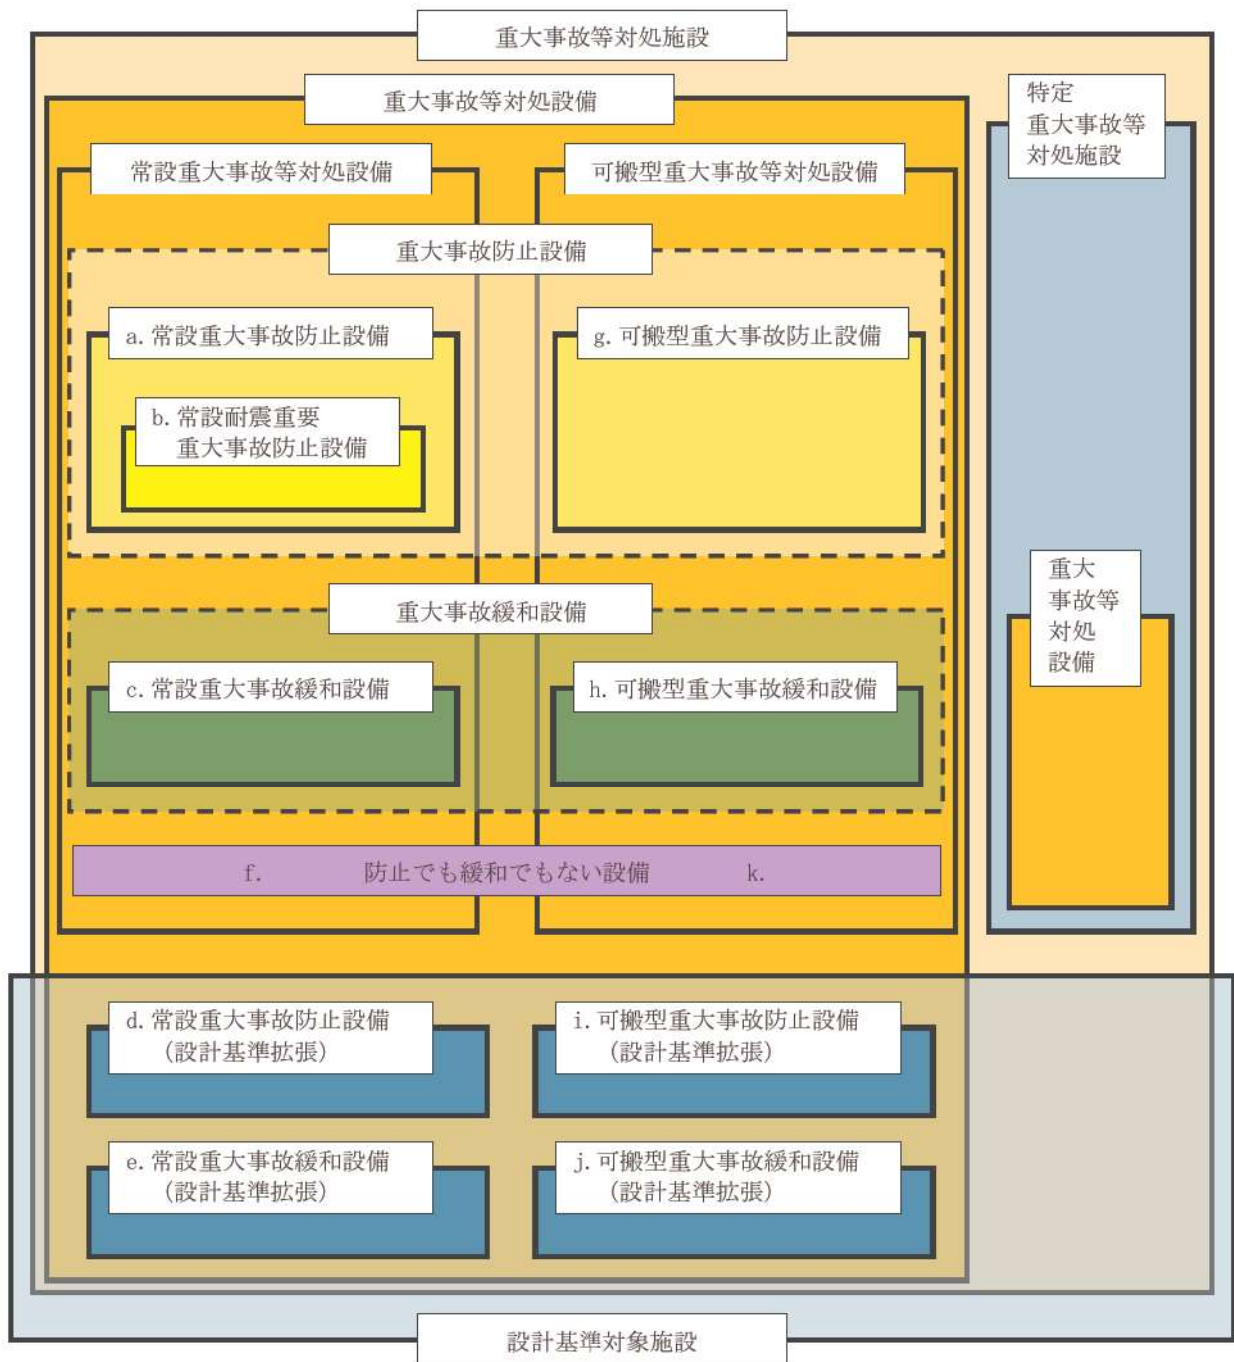 重大事故等対処施設
重大事故等対処設備
特定
重大事故等
対処施設
常設重大事故等対処設備
可搬型重大事故等対処設備
重大事故防止設備
a. 常設重大事故防止設備
g. 可搬型重大事故防止設備
b. 常設耐震重要
重大事故防止設備
重大事故緩和設備
重大
事故等
対処
設備
c. 常設重大事故緩和設備
h. 可搬型重大事故緩和設備
f. 防止でも緩和でもない設備 k.
d. 常設重大事故防止設備
(設計基準拡張)
i. 可搬型重大事故防止設備
(設計基準拡張)
e. 常設重大事故緩和設備
(設計基準拡張)
j. 可搬型重大事故緩和設備
(設計基準拡張)
設計基準対象施設